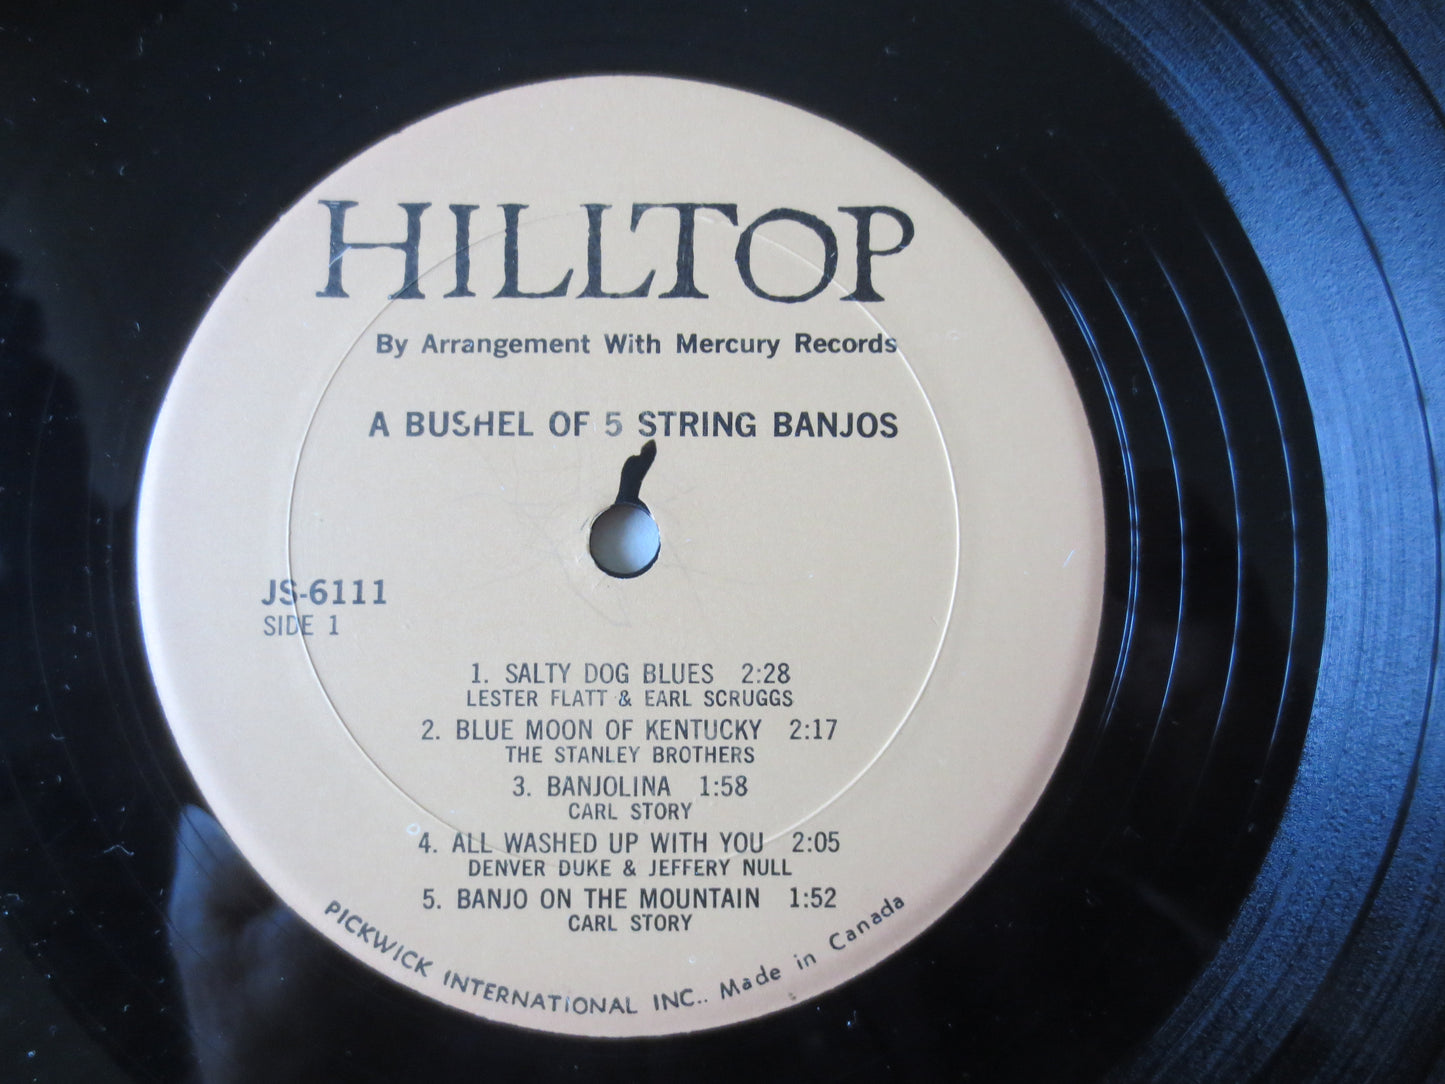 HILLTOP
By Arrangement With Mercury Records
A BUSHEL OF 5 STRING BANJOS
JS-6111
SIDE 1
1. SALTY DOG BLUES 2:28
LESTER FLATT & EARL SCRUGGS
2. BLUE MOON OF KENTUCKY 2:17
THE STANLEY BROTHERS
3. BANJOLINA 1:58
CARL STORY
4. ALL WASHED UP WITH YOU 2:05
DENVER DUKE & JEFFERY NULL
5. BANJO ON THE MOUNTAIN 1:52
CARL STORY
PICKWICK INTERNATIONAL INC.. Made in Canada